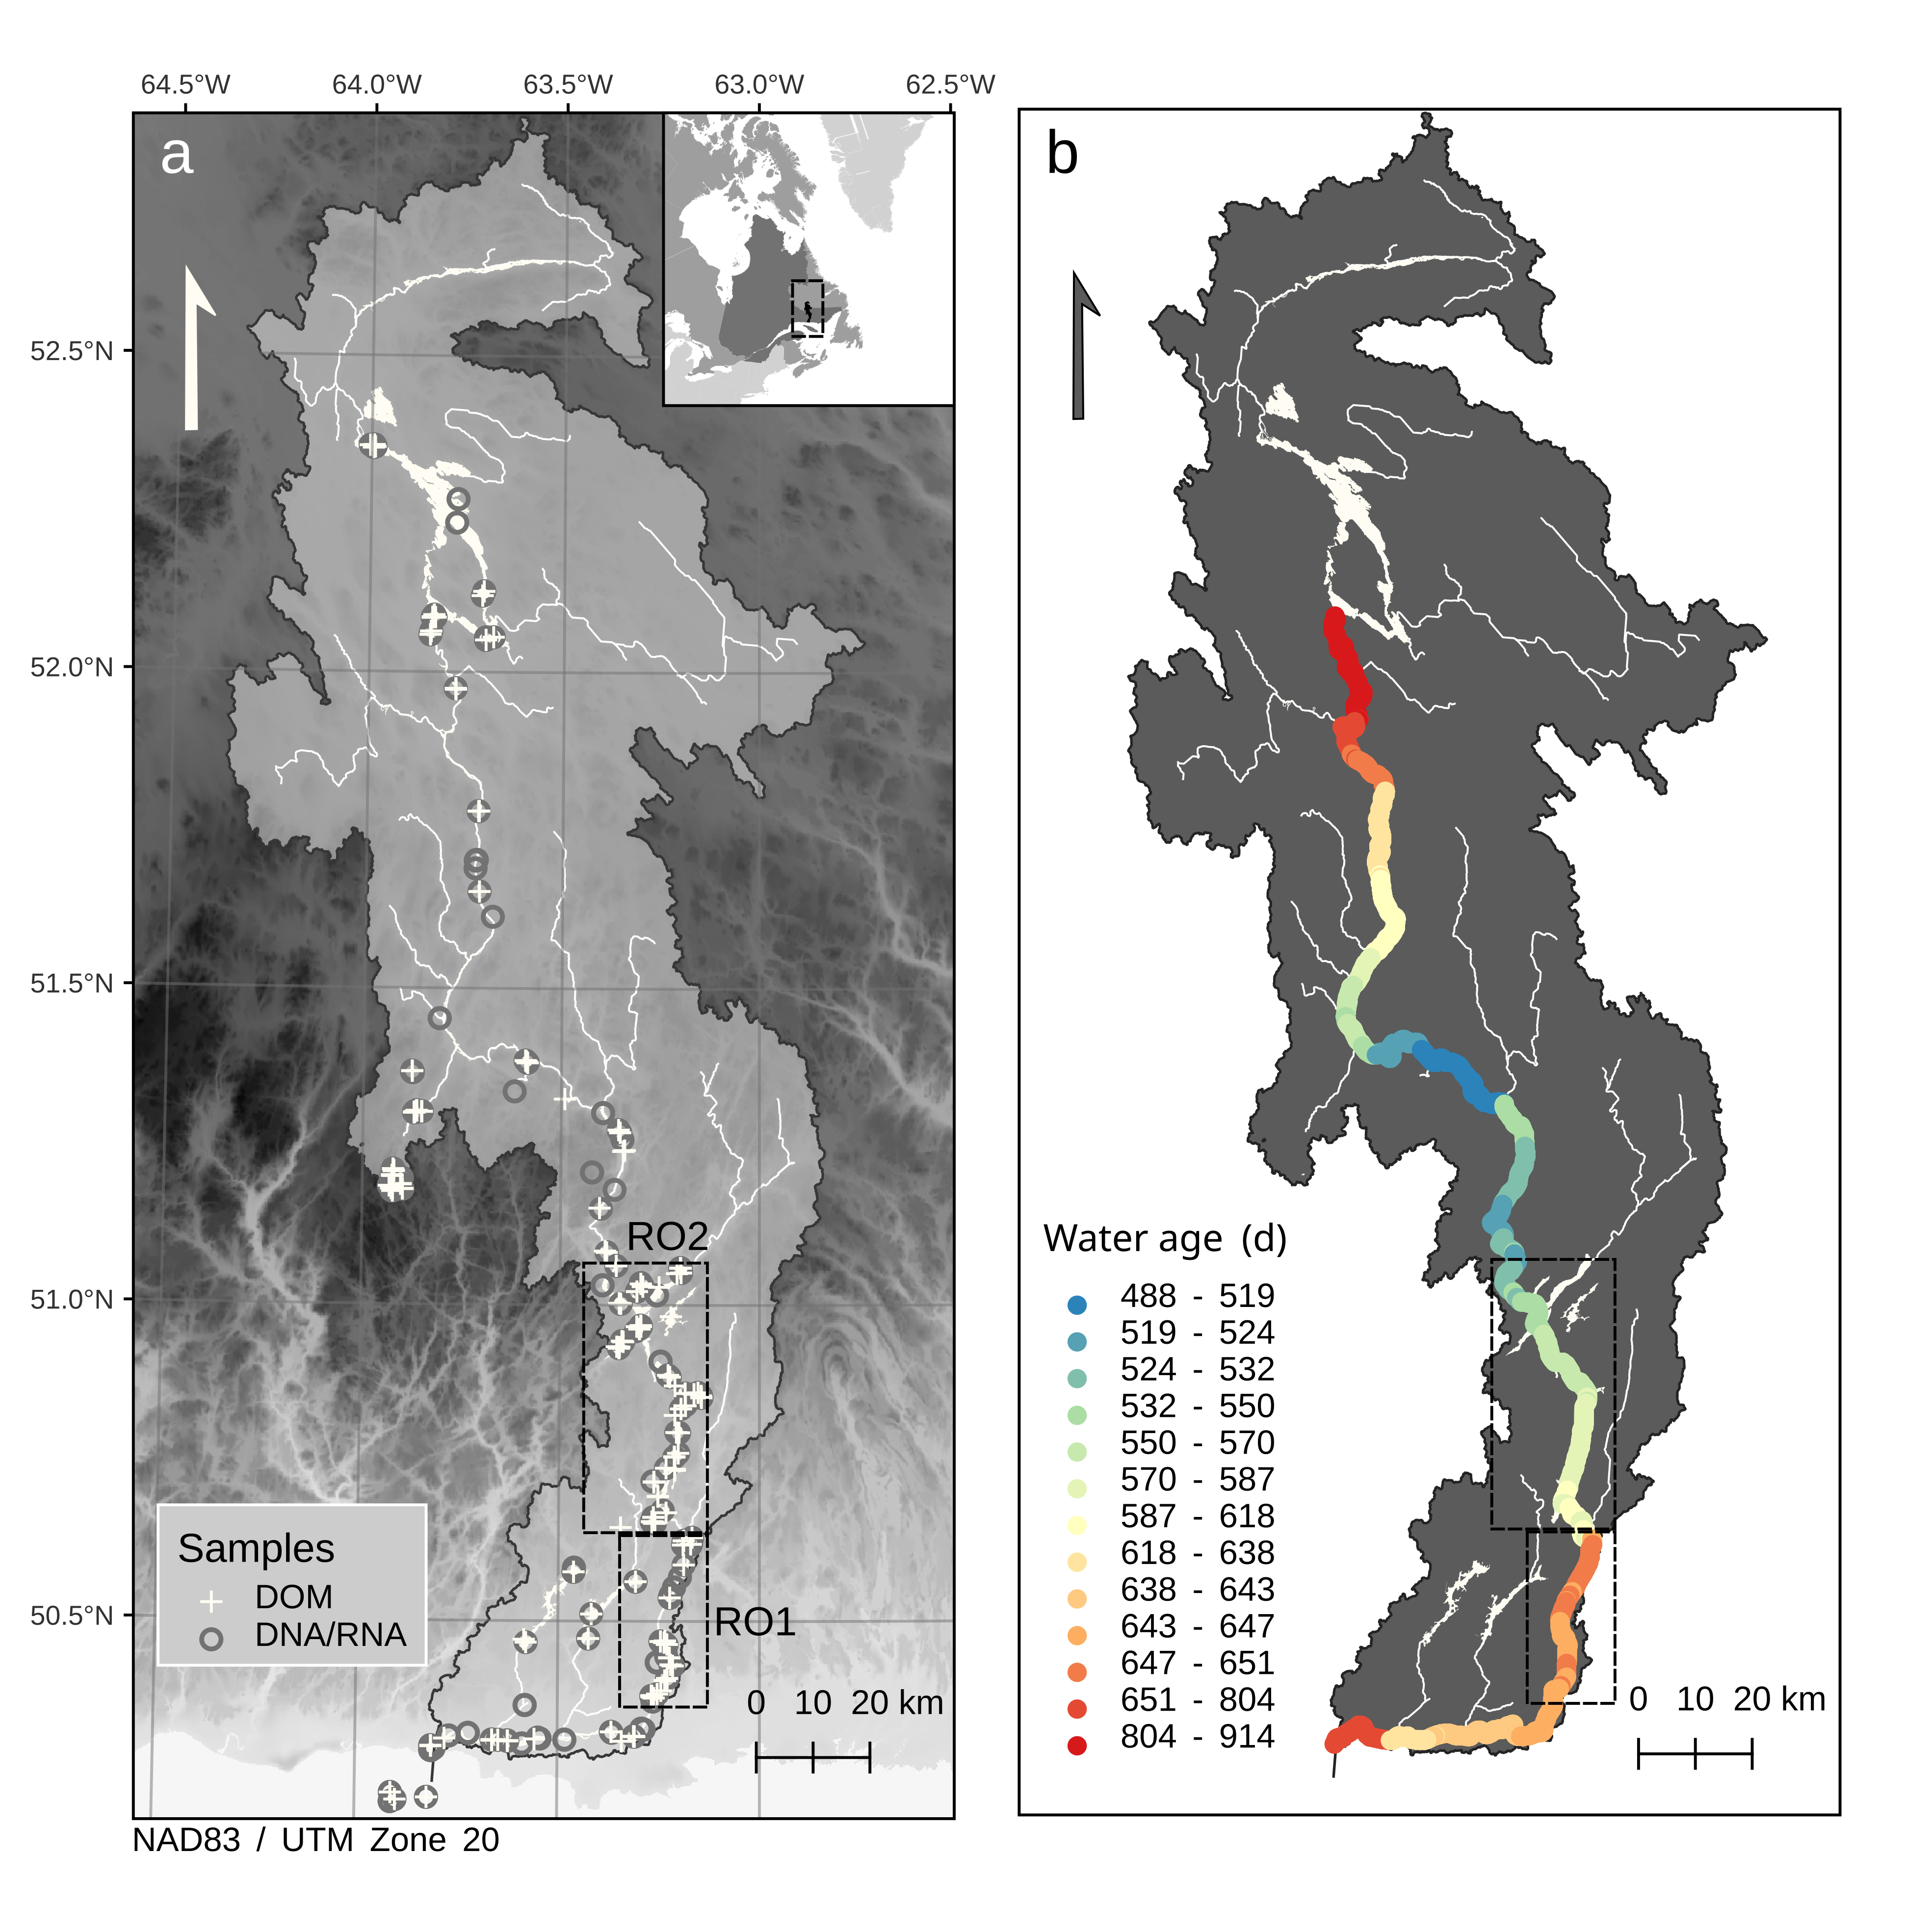 64.5°W 64.0°W 63.5°W 63.0°W 62.5°W
a
b
52.5°N
52.0°N
51.5°N
51.0°N
50.5°N
RO2
RO1
Samples
DOM
DNA/RNA
0 10 20 km
NAD83 / UTM Zone 20
Water age (d)
488 - 519
519 - 524
524 - 532
532 - 550
550 - 570
570 - 587
587 - 618
618 - 638
638 - 643
643 - 647
647 - 651
651 - 804
804 - 914
0 10 20 km